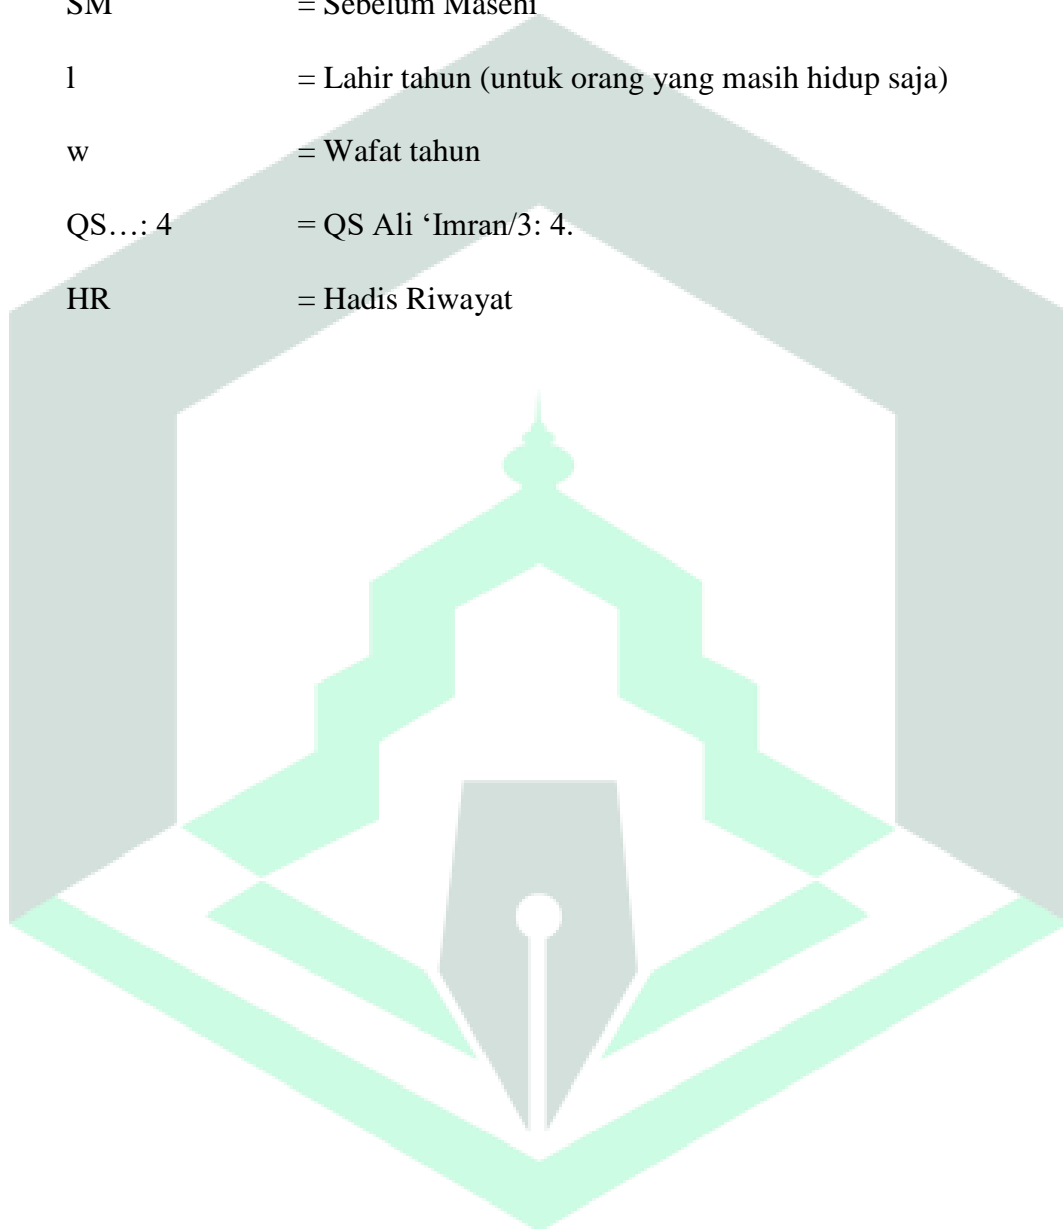 SM = Sebelum Masehi
l = Lahir tahun (untuk orang yang masih hidup saja)
w = Wafat tahun
QS…: 4 = QS Ali ‘Imran/3: 4.
HR = Hadis Riwayat